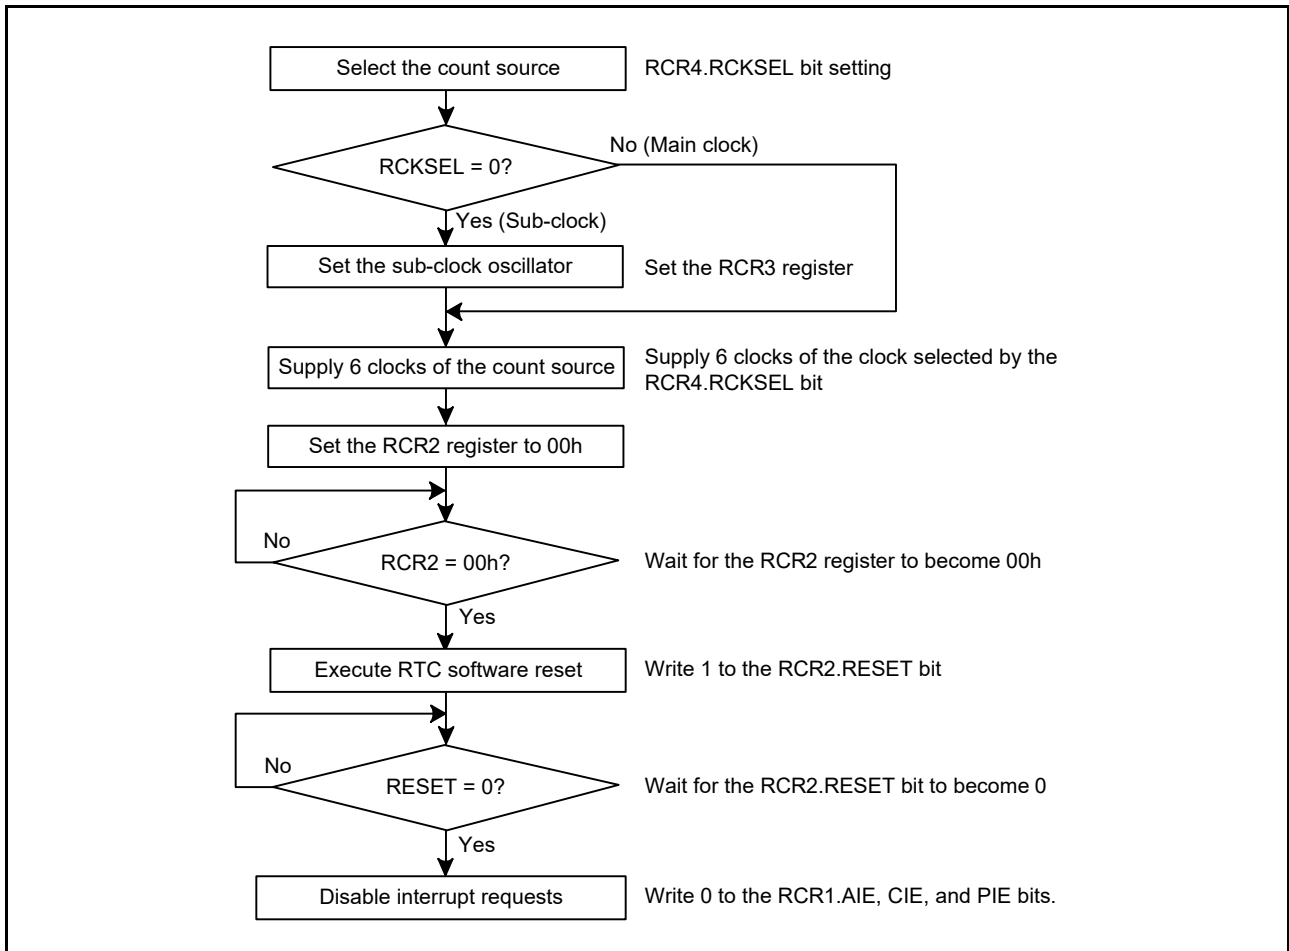 Select the count source
RCR4.RCKSEL bit setting
No (Main clock)
RCKSEL = 0?
Yes (Sub-clock)
Set the sub-clock oscillator
Set the RCR3 register
Supply 6 clocks of the count source
Supply 6 clocks of the clock selected by the
RCR4.RCKSEL bit
Set the RCR2 register to 00h
No
RCR2 = 00h?
Wait for the RCR2 register to become 00h
Yes
Execute RTC software reset
Write 1 to the RCR2.RESET bit
No
RESET = 0?
Wait for the RCR2.RESET bit to become 0
Yes
Disable interrupt requests
Write 0 to the RCR1.AIE, CIE, and PIE bits.